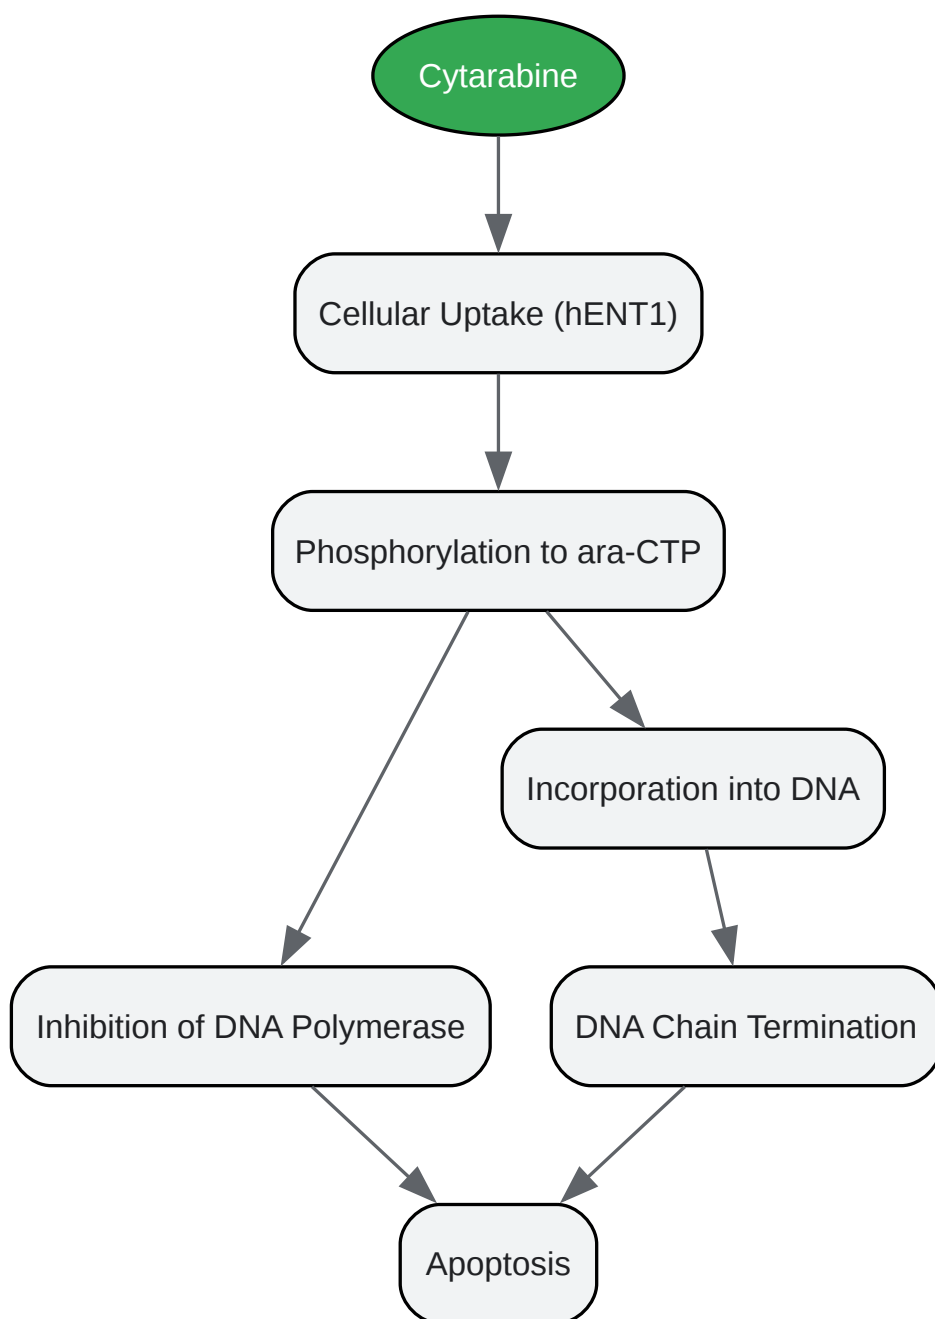 Cytarabine
Cellular Uptake (hENT1)
Phosphorylation to ara-CTP
Incorporation into DNA
Inhibition of DNA Polymerase
DNA Chain Termination
Apoptosis